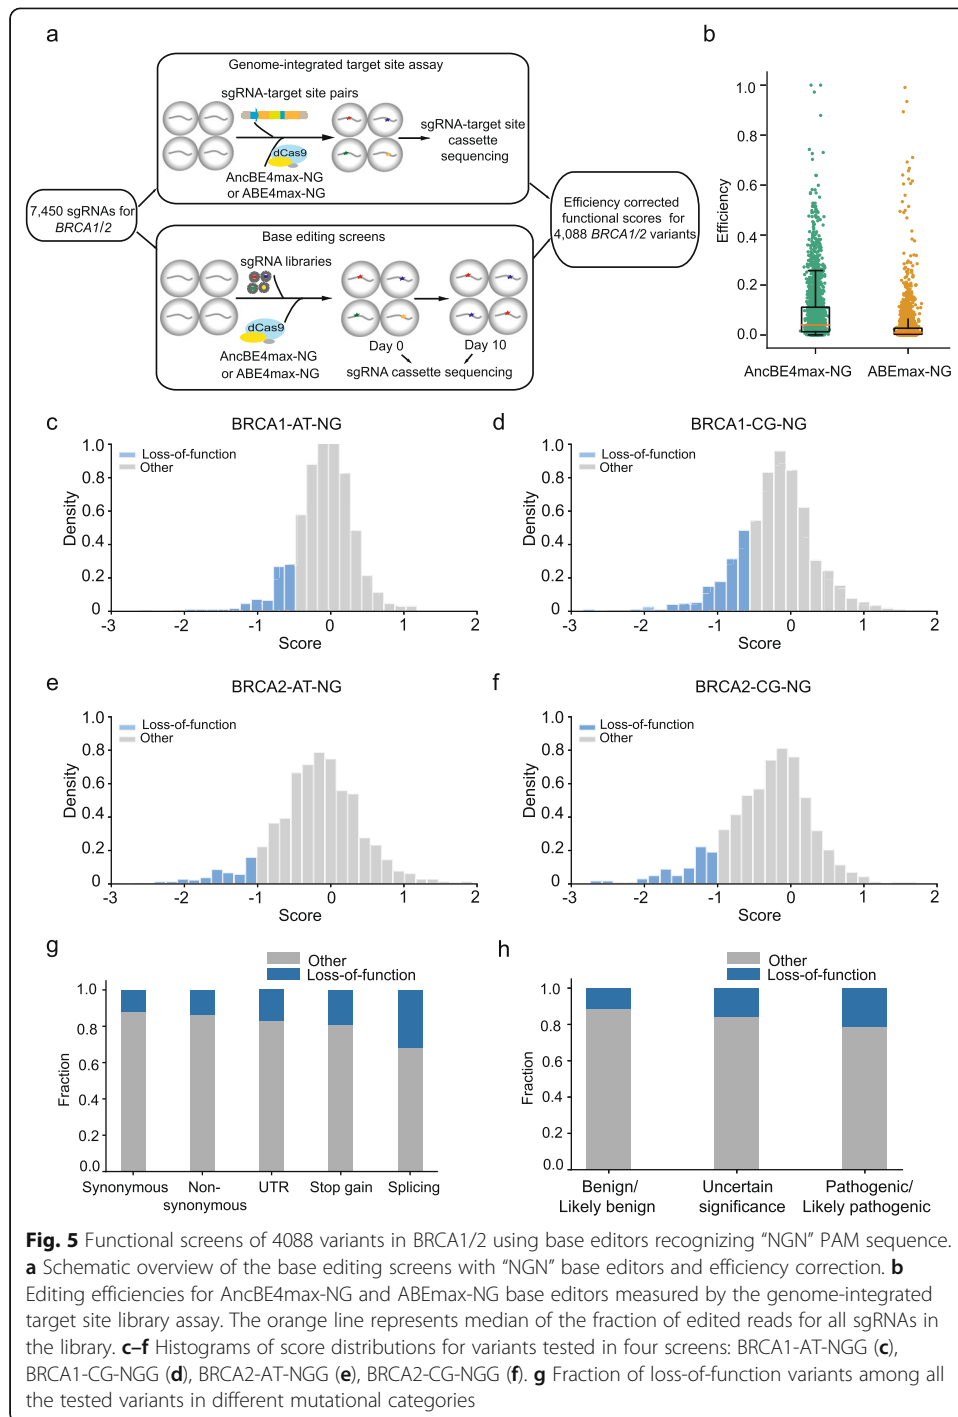 a
Genome-integrated target site assay
sgRNA-target site pairs
dCas9
AncBE4max-NG
or ABE4max-NG
sgRNA-target site
cassette
sequencing
7,450 sgRNAs for
BRCA1/2
Efficiency corrected
functional scores for
4,088 BRCA1/2 variants
Base editing screens
sgRNA libraries
dCas9
AncBE4max-NG
or ABE4max-NG
Day 0
Day 10
sgRNA cassette sequencing
b
Efficiency
1.0
0.8
0.6
0.4
0.2
0.0
AncBE4max-NG
ABEmax-NG
c
BRCA1-AT-NG
Loss-of-function
Other
Density
1.0
0.8
0.6
0.4
0.2
0
-3 -2 -1 0 1 2
Score
d
BRCA1-CG-NG
Loss-of-function
Other
Density
1.0
0.8
0.6
0.4
0.2
0
-3 -2 -1 0 1 2
Score
e
BRCA2-AT-NG
Loss-of-function
Other
Density
1.0
0.8
0.6
0.4
0.2
0
-3 -2 -1 0 1 2
Score
f
BRCA2-CG-NG
Loss-of-function
Other
Density
1.0
0.8
0.6
0.4
0.2
0
-3 -2 -1 0 1 2
Score
g
Other
Loss-of-function
Fraction
1.0
0.8
0.6
0.4
0.2
0.0
Synonymous
Non-
synonymous
UTR
Stop gain
Splicing
h
Other
Loss-of-function
Fraction
1.0
0.8
0.6
0.4
0.2
0.0
Benign/
Likely benign
Uncertain
significance
Pathogenic/
Likely pathogenic
Fig. 5 Functional screens of 4088 variants in BRCA1/2 using base editors recognizing “NGN” PAM sequence.
a Schematic overview of the base editing screens with “NGN” base editors and efficiency correction. b
Editing efficiencies for AncBE4max-NG and ABEmax-NG base editors measured by the genome-integrated
target site library assay. The orange line represents median of the fraction of edited reads for all sgRNAs in
the library. c–f Histograms of score distributions for variants tested in four screens: BRCA1-AT-NGG (c),
BRCA1-CG-NGG (d), BRCA2-AT-NGG (e), BRCA2-CG-NGG (f). g Fraction of loss-of-function variants among all
the tested variants in different mutational categories